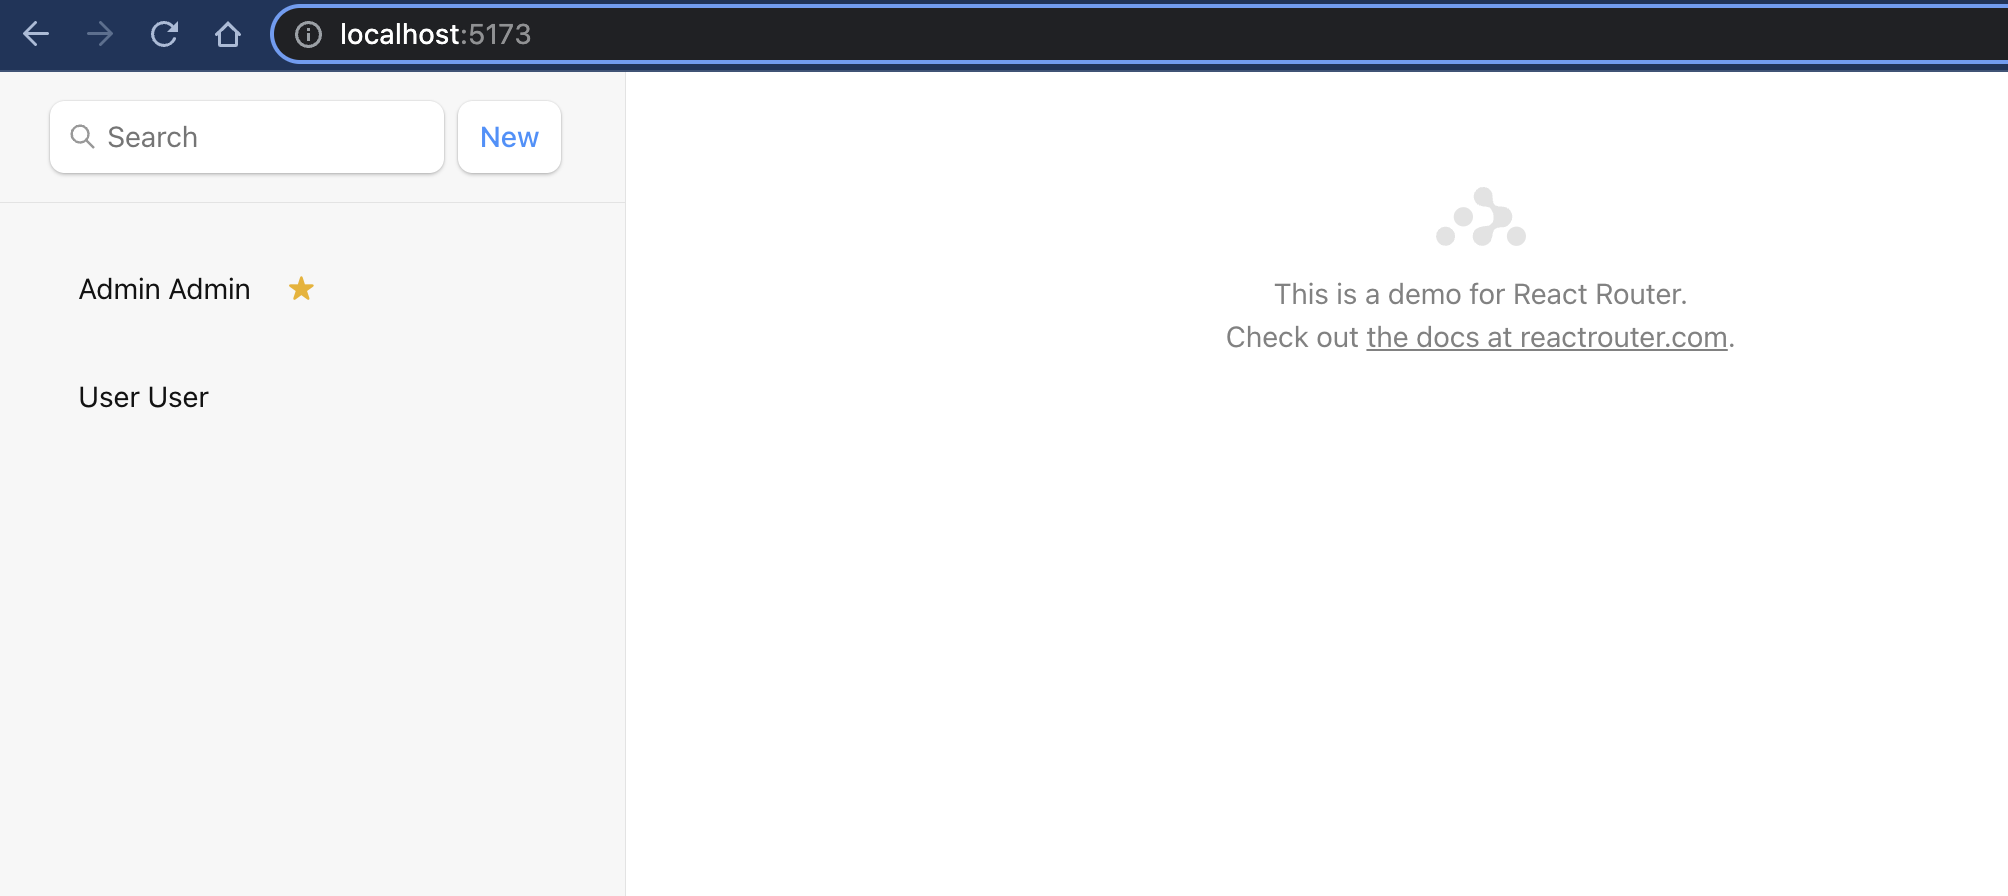 localhost:5173
Search
New
Admin Admin
User User
This is a demo for React Router.
Check out the docs at reactrouter.com.